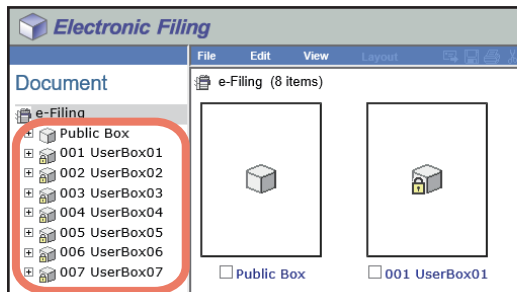 Electronic Filing
File Edit View Layout
Document
e-Filing (8 items)
e-Filing
Public Box
001 UserBox01
002 UserBox02
003 UserBox03
004 UserBox04
005 UserBox05
006 UserBox06
007 UserBox07
Public Box
001 UserBox01